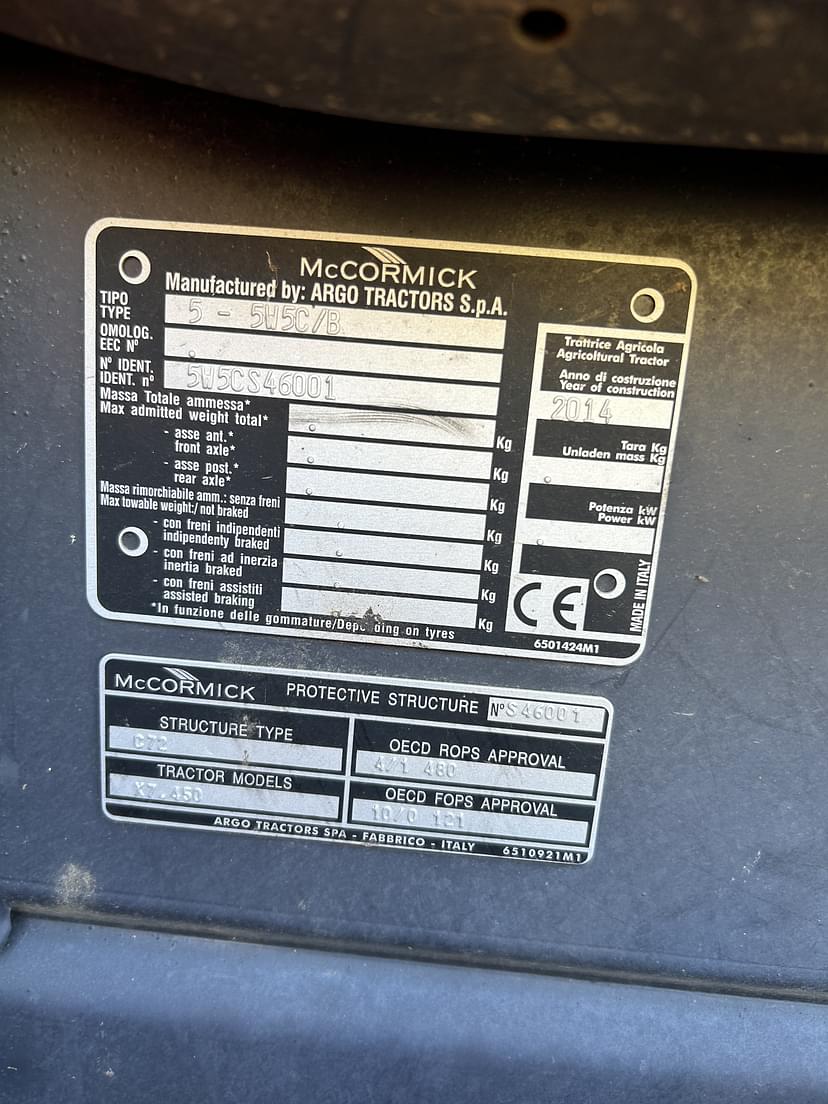 McCORMICK
Manufactured by: ARGO TRACTORS S.p.A.
TIPO
TYPE
5 - 5W5C/B
OMOLOG.
EEC Nº
N° IDENT.
IDENT. nº
5W5CS46001
Massa Totale ammessa*
Max admitted weight total*
Kg
- asse ant.*
front axle*
Kg
- asse post.*
rear axle*
Kg
Massa rimorchiabile amm.: senza freni
Max towable weight:/ not braked
Kg
- con freni indipendenti
indipendenty braked
Kg
- con freni ad inerzia
inertia braked
Kg
- con freni assistiti
assisted braking
Kg
*In funzione delle gommature/Depending on tyres
Trattrice Agricola
Agricoltural Tractor
Anno di costruzione
Year of construction
2014
Tara Kg
Unladen mass Kg
Potenza kW
Power kW
CE
MADE IN ITALY
6501424M1
McCORMICK
PROTECTIVE STRUCTURE N°S46001
STRUCTURE TYPE
C72
OECD ROPS APPROVAL
4/1 480
TRACTOR MODELS
X7.450
OECD FOPS APPROVAL
10/0 121
ARGO TRACTORS SPA - FABBRICO - ITALY 6510921M1